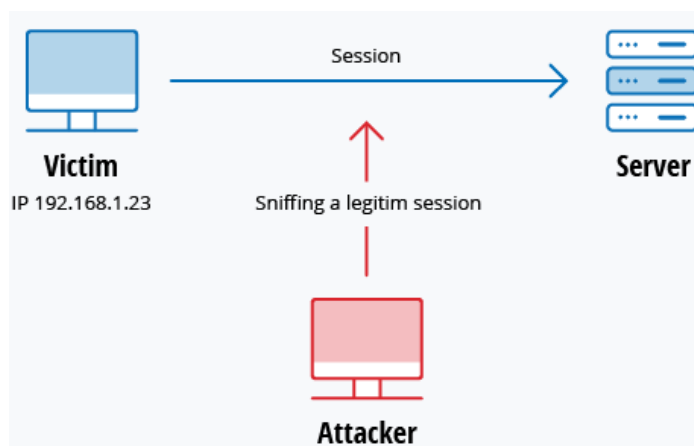 Session
Victim
Server
IP 192.168.1.23
Sniffing a legitim session
Attacker